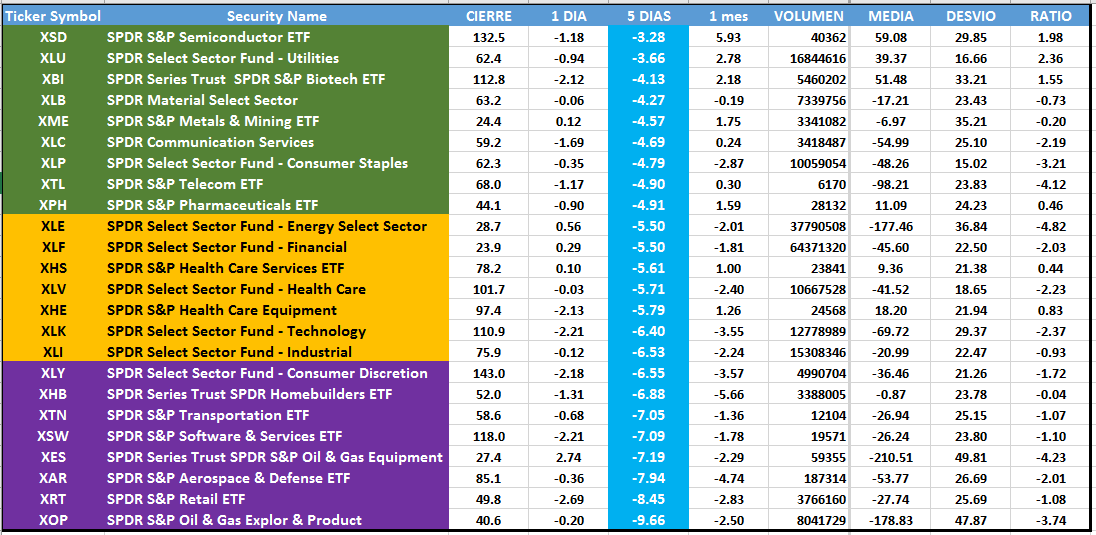 Ticker Symbol Security Name CIERRE 1 DIA 5 DIAS 1 mes VOLUMEN MEDIA DESVIO RATIO
XSD SPDR S&P Semiconductor ETF 132.5 -1.18 -3.28 5.93 40362 59.08 29.85 1.98
XLU SPDR Select Sector Fund - Utilities 62.4 -0.94 -3.66 2.78 16844616 39.37 16.66 2.36
XBI SPDR Series Trust SPDR S&P Biotech ETF 112.8 -2.12 -4.13 2.18 5460202 51.48 33.21 1.55
XLB SPDR Material Select Sector 63.2 -0.06 -4.27 -0.19 7339756 -17.21 23.43 -0.73
XME SPDR S&P Metals & Mining ETF 24.4 0.12 -4.57 1.75 3341082 -6.97 35.21 -0.20
XLC SPDR Communication Services 59.2 -1.69 -4.69 0.24 3418487 -54.99 25.10 -2.19
XLP SPDR Select Sector Fund - Consumer Staples 62.3 -0.35 -4.79 -2.87 10059054 -48.26 15.02 -3.21
XTL SPDR S&P Telecom ETF 68.0 -1.17 -4.90 0.30 6170 -98.21 23.83 -4.12
XPH SPDR S&P Pharmaceuticals ETF 44.1 -0.90 -4.91 1.59 28132 11.09 24.23 0.46
XLE SPDR Select Sector Fund - Energy Select Sector 28.7 0.56 -5.50 -2.01 37790508 -177.46 36.84 -4.82
XLF SPDR Select Sector Fund - Financial 23.9 0.29 -5.50 -1.81 64371320 -45.60 22.50 -2.03
XHS SPDR S&P Health Care Services ETF 78.2 0.10 -5.61 1.00 23841 9.36 21.38 0.44
XLV SPDR Select Sector Fund - Health Care 101.7 -0.03 -5.71 -2.40 10667528 -41.52 18.65 -2.23
XHE SPDR S&P Health Care Equipment 97.4 -2.13 -5.79 1.26 24568 18.20 21.94 0.83
XLK SPDR Select Sector Fund - Technology 110.9 -2.21 -6.40 -3.55 12778989 -69.72 29.37 -2.37
XLI SPDR Select Sector Fund - Industrial 75.9 -0.12 -6.53 -2.24 15308346 -20.99 22.47 -0.93
XLY SPDR Select Sector Fund - Consumer Discretion 143.0 -2.18 -6.55 -3.57 4990704 -36.46 21.26 -1.72
XHB SPDR Series Trust SPDR Homebuilders ETF 52.0 -1.31 -6.88 -5.66 3388005 -0.87 23.78 -0.04
XTN SPDR S&P Transportation ETF 58.6 -0.68 -7.05 -1.36 12104 -26.94 25.15 -1.07
XSW SPDR S&P Software & Services ETF 118.0 -2.21 -7.09 -1.78 19571 -26.24 23.80 -1.10
XES SPDR Series Trust SPDR S&P Oil & Gas Equipment 27.4 2.74 -7.19 -2.29 59355 -210.51 49.81 -4.23
XAR SPDR S&P Aerospace & Defense ETF 85.1 -0.36 -7.94 -4.74 187314 -53.77 26.69 -2.01
XRT SPDR S&P Retail ETF 49.8 -2.69 -8.45 -2.83 3766160 -27.74 25.69 -1.08
XOP SPDR S&P Oil & Gas Explor & Product 40.6 -0.20 -9.66 -2.50 8041729 -178.83 47.87 -3.74